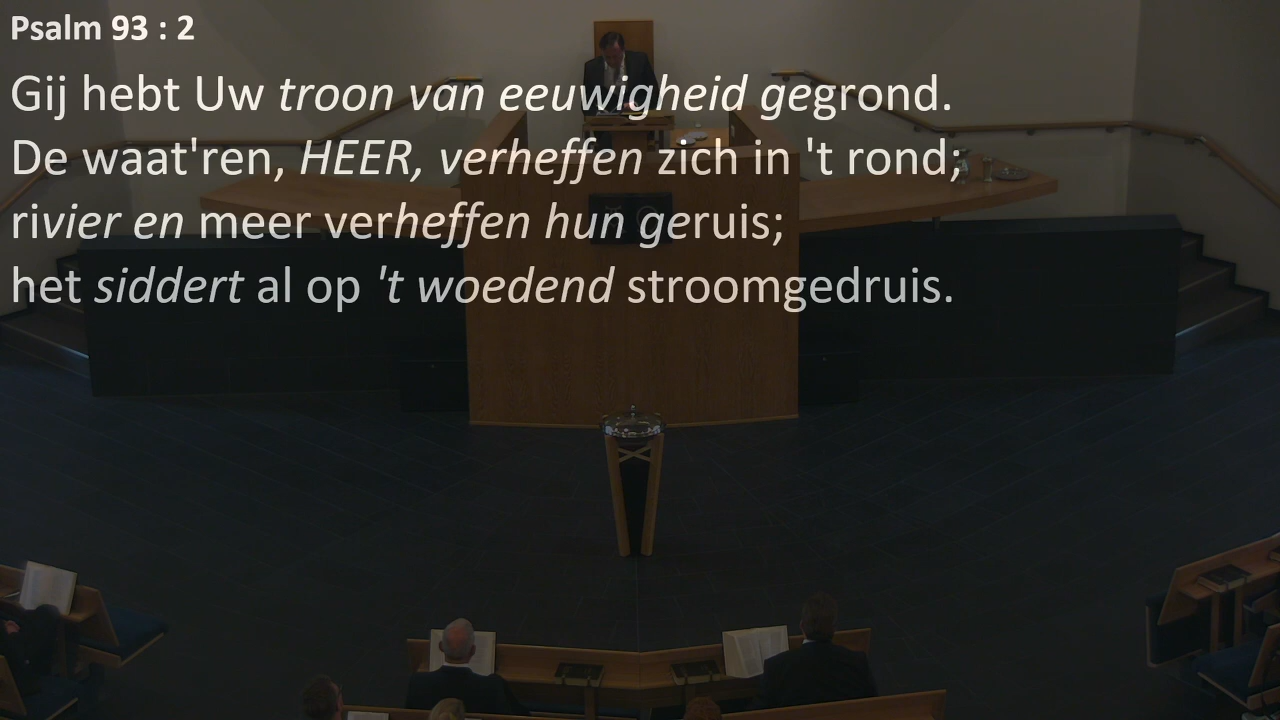 Psalm 93 : 2
Gij hebt Uw troon van eeuwigheid gegrond.
De waat'ren, HEER, verheffen zich in 't rond;
rivier en meer verheffen hun geruis;
het siddert al op 't woedend stroomgedruis.